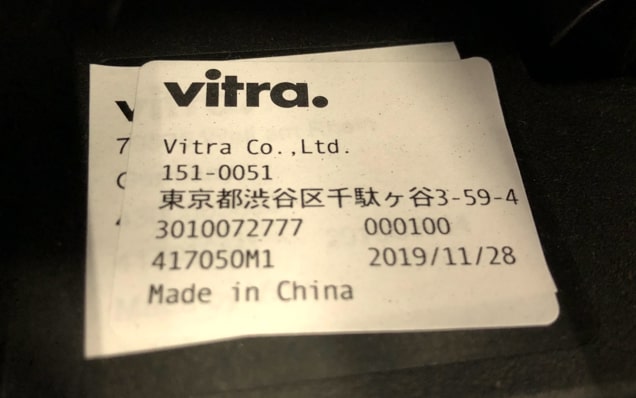 vitra.
Vitra Co.,Ltd.
151-0051
東京都渋谷区千駄ヶ谷3-59-4
3010072777 000100
417050M1 2019/11/28
Made in China